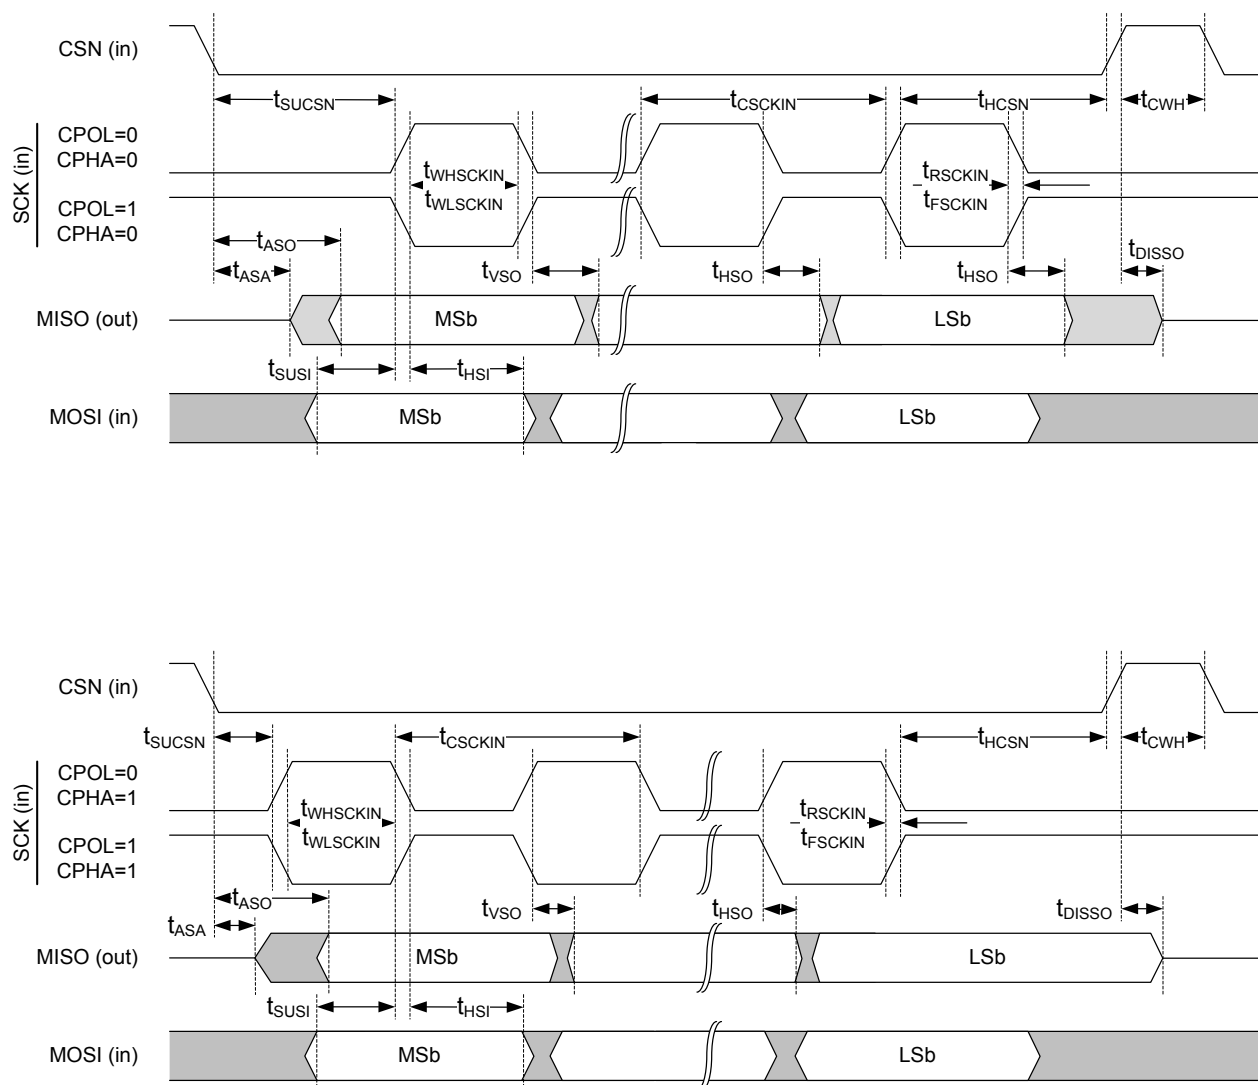 CSN (in)
tSUCSN
tCSCKIN
tHCSN
tCWH
SCK (in)
CPOL=0
CPHA=0
CPOL=1
CPHA=0
tWHSCKIN
tWLSCKIN
tRSCKIN
tFSCKIN
tASO
tASA
tVSO
tHSO
tHSO
tDISSO
MISO (out)
MSb
LSb
tSUSI
tHSI
MOSI (in)
MSb
LSb
CSN (in)
tSUCSN
tCSCKIN
tHCSN
tCWH
SCK (in)
CPOL=0
CPHA=1
CPOL=1
CPHA=1
tWHSCKIN
tWLSCKIN
tRSCKIN
tFSCKIN
tASO
tASA
tVSO
tHSO
tDISSO
MISO (out)
MSb
LSb
tSUSI
tHSI
MOSI (in)
MSb
LSb